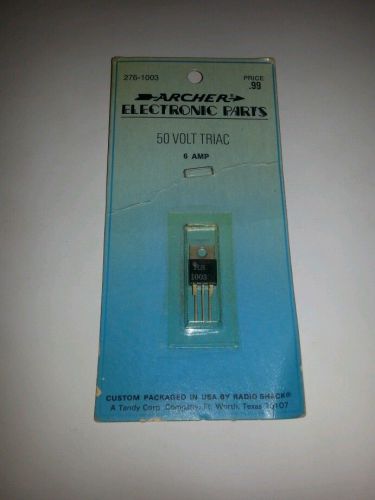 276-1003
PRICE
.99
ARCHER
ELECTRONIC PARTS
50 VOLT TRIAC
6 AMP
1003
CUSTOM PACKAGED IN USA BY RADIO SHACK®
A Tandy Corp. Company, Ft. Worth, Texas 76107